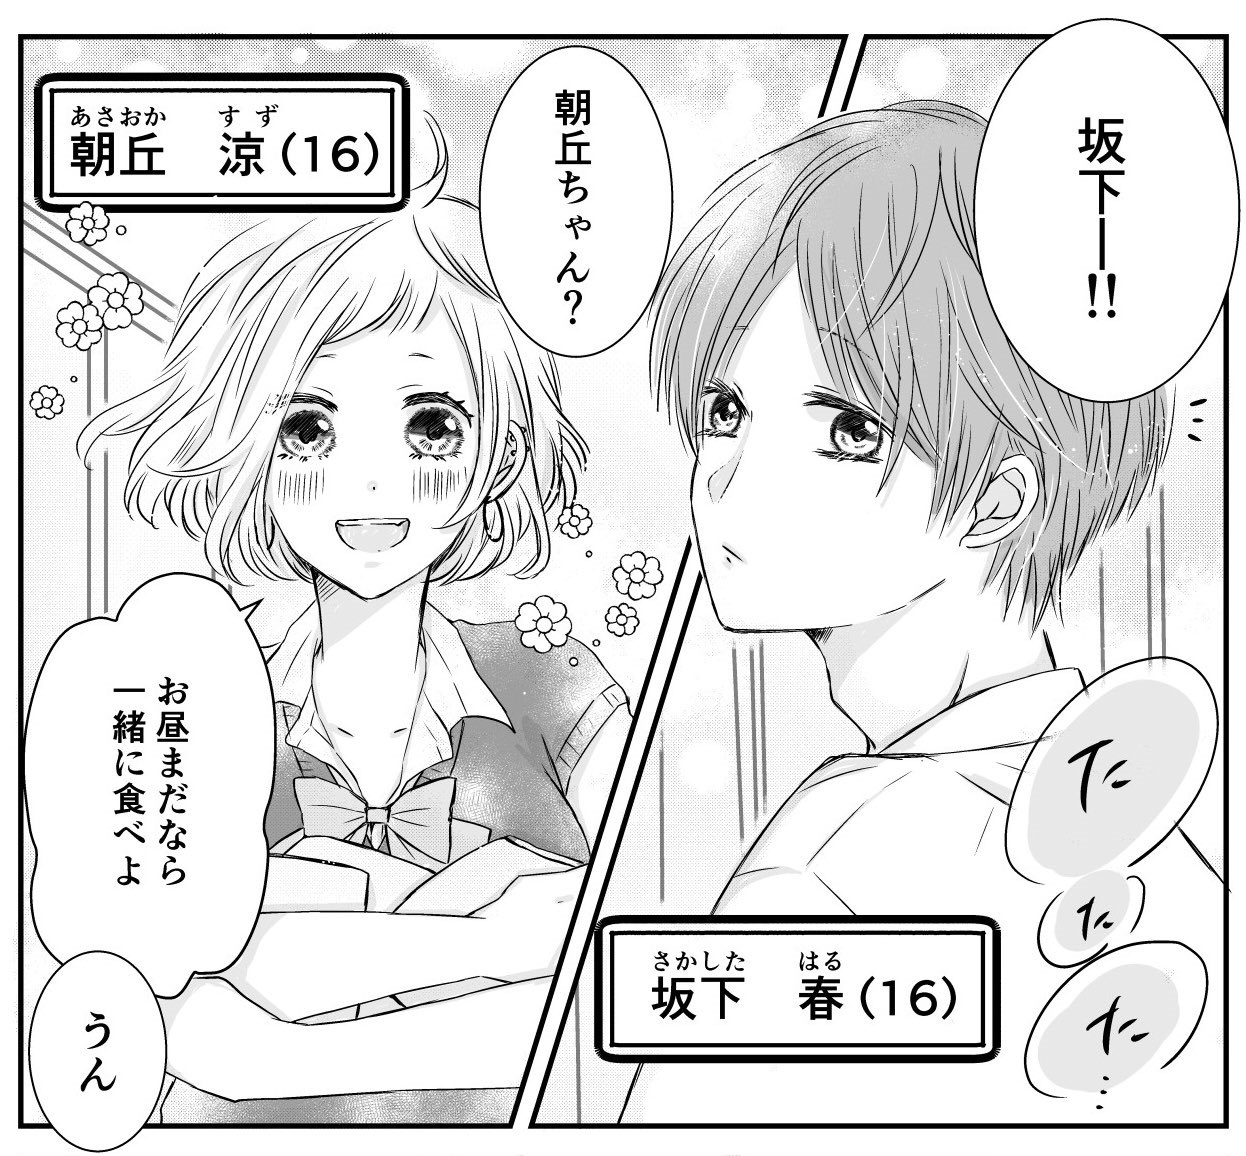 坂下ー!!
たたた…
さかした はる
坂下 春(16)
朝丘ちゃん?
あさおか すず
朝丘 涼(16)
お昼まだなら
一緒に食べよ
うん